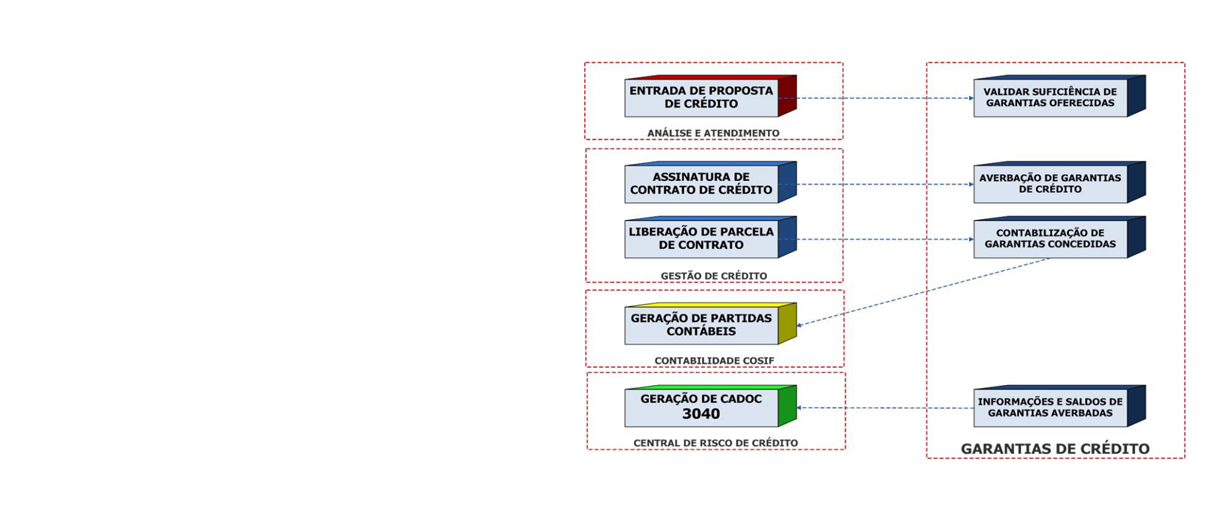 ENTRADA DE PROPOSTA
DE CRÉDITO
ANÁLISE E ATENDIMENTO
ASSINATURA DE
CONTRATO DE CRÉDITO
LIBERAÇÃO DE PARCELA
DE CONTRATO
GESTÃO DE CRÉDITO
GERAÇÃO DE PARTIDAS
CONTÁBEIS
CONTABILIDADE COSIF
GERAÇÃO DE CADOC
3040
CENTRAL DE RISCO DE CRÉDITO
VALIDAR SUFICIÊNCIA DE
GARANTIAS OFERECIDAS
AVERBAÇÃO DE GARANTIAS
DE CRÉDITO
CONTABILIZAÇÃO DE
GARANTIAS CONCEDIDAS
INFORMAÇÕES E SALDOS DE
GARANTIAS AVERBADAS
GARANTIAS DE CRÉDITO